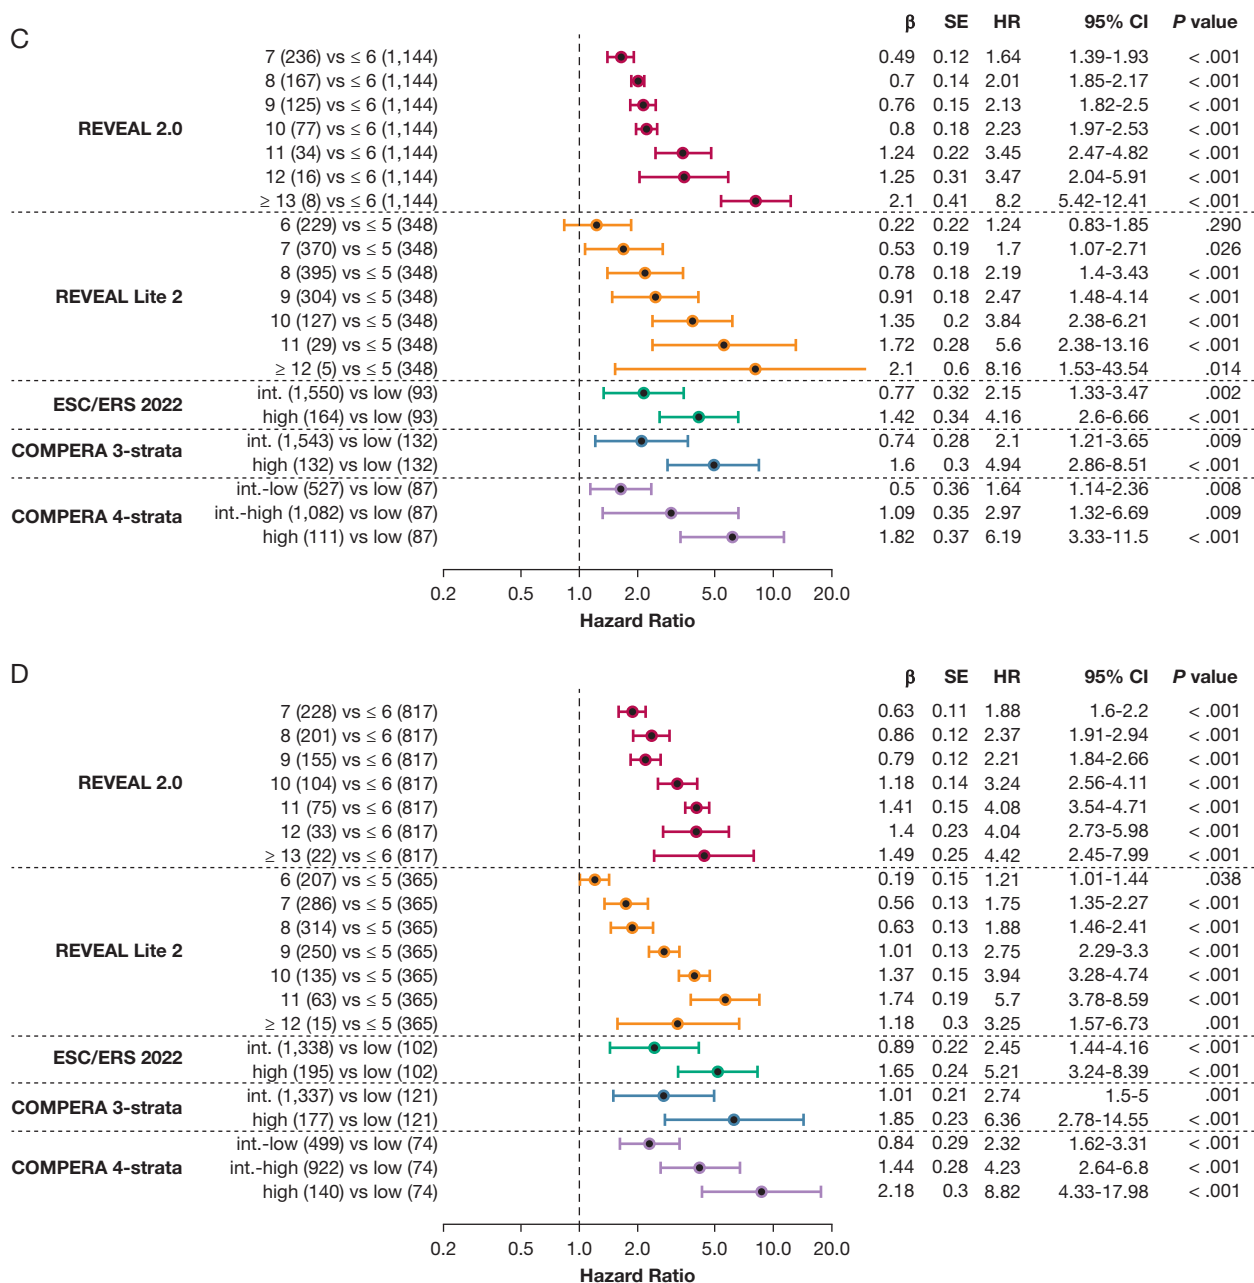 C
β SE HR 95% CI P value
7 (236) vs ≤ 6 (1,144) 0.49 0.12 1.64 1.39-1.93 < .001
8 (167) vs ≤ 6 (1,144) 0.7 0.14 2.01 1.85-2.17 < .001
9 (125) vs ≤ 6 (1,144) 0.76 0.15 2.13 1.82-2.5 < .001
REVEAL 2.0 10 (77) vs ≤ 6 (1,144) 0.8 0.18 2.23 1.97-2.53 < .001
11 (34) vs ≤ 6 (1,144) 1.24 0.22 3.45 2.47-4.82 < .001
12 (16) vs ≤ 6 (1,144) 1.25 0.31 3.47 2.04-5.91 < .001
≥ 13 (8) vs ≤ 6 (1,144) 2.1 0.41 8.2 5.42-12.41 < .001
6 (229) vs ≤ 5 (348) 0.22 0.22 1.24 0.83-1.85 .290
7 (370) vs ≤ 5 (348) 0.53 0.19 1.7 1.07-2.71 .026
8 (395) vs ≤ 5 (348) 0.78 0.18 2.19 1.4-3.43 < .001
REVEAL Lite 2 9 (304) vs ≤ 5 (348) 0.91 0.18 2.47 1.48-4.14 < .001
10 (127) vs ≤ 5 (348) 1.35 0.2 3.84 2.38-6.21 < .001
11 (29) vs ≤ 5 (348) 1.72 0.28 5.6 2.38-13.16 < .001
≥ 12 (5) vs ≤ 5 (348) 2.1 0.6 8.16 1.53-43.54 .014
ESC/ERS 2022 int. (1,550) vs low (93) 0.77 0.32 2.15 1.33-3.47 .002
high (164) vs low (93) 1.42 0.34 4.16 2.6-6.66 < .001
COMPERA 3-strata int. (1,543) vs low (132) 0.74 0.28 2.1 1.21-3.65 .009
high (132) vs low (132) 1.6 0.3 4.94 2.86-8.51 < .001
int.-low (527) vs low (87) 0.5 0.36 1.64 1.14-2.36 .008
COMPERA 4-strata int.-high (1,082) vs low (87) 1.09 0.35 2.97 1.32-6.69 .009
high (111) vs low (87) 1.82 0.37 6.19 3.33-11.5 < .001
0.2 0.5 1.0 2.0 5.0 10.0 20.0
Hazard Ratio
D
β SE HR 95% CI P value
7 (228) vs ≤ 6 (817) 0.63 0.11 1.88 1.6-2.2 < .001
8 (201) vs ≤ 6 (817) 0.86 0.12 2.37 1.91-2.94 < .001
9 (155) vs ≤ 6 (817) 0.79 0.12 2.21 1.84-2.66 < .001
REVEAL 2.0 10 (104) vs ≤ 6 (817) 1.18 0.14 3.24 2.56-4.11 < .001
11 (75) vs ≤ 6 (817) 1.41 0.15 4.08 3.54-4.71 < .001
12 (33) vs ≤ 6 (817) 1.4 0.23 4.04 2.73-5.98 < .001
≥ 13 (22) vs ≤ 6 (817) 1.49 0.25 4.42 2.45-7.99 < .001
6 (207) vs ≤ 5 (365) 0.19 0.15 1.21 1.01-1.44 .038
7 (286) vs ≤ 5 (365) 0.56 0.13 1.75 1.35-2.27 < .001
8 (314) vs ≤ 5 (365) 0.63 0.13 1.88 1.46-2.41 < .001
REVEAL Lite 2 9 (250) vs ≤ 5 (365) 1.01 0.13 2.75 2.29-3.3 < .001
10 (135) vs ≤ 5 (365) 1.37 0.15 3.94 3.28-4.74 < .001
11 (63) vs ≤ 5 (365) 1.74 0.19 5.7 3.78-8.59 < .001
≥ 12 (15) vs ≤ 5 (365) 1.18 0.3 3.25 1.57-6.73 .001
ESC/ERS 2022 int. (1,338) vs low (102) 0.89 0.22 2.45 1.44-4.16 < .001
high (195) vs low (102) 1.65 0.24 5.21 3.24-8.39 < .001
COMPERA 3-strata int. (1,337) vs low (121) 1.01 0.21 2.74 1.5-5 .001
high (177) vs low (121) 1.85 0.23 6.36 2.78-14.55 < .001
int.-low (499) vs low (74) 0.84 0.29 2.32 1.62-3.31 < .001
COMPERA 4-strata int.-high (922) vs low (74) 1.44 0.28 4.23 2.64-6.8 < .001
high (140) vs low (74) 2.18 0.3 8.82 4.33-17.98 < .001
0.2 0.5 1.0 2.0 5.0 10.0 20.0
Hazard Ratio